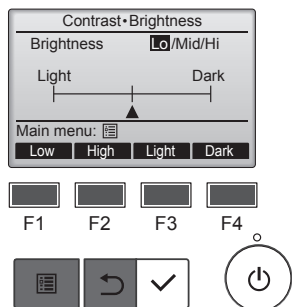 Contrast•Brightness
Brightness Lo/Mid/Hi
Light Dark
Main menu:
Low High Light Dark
F1 F2 F3 F4